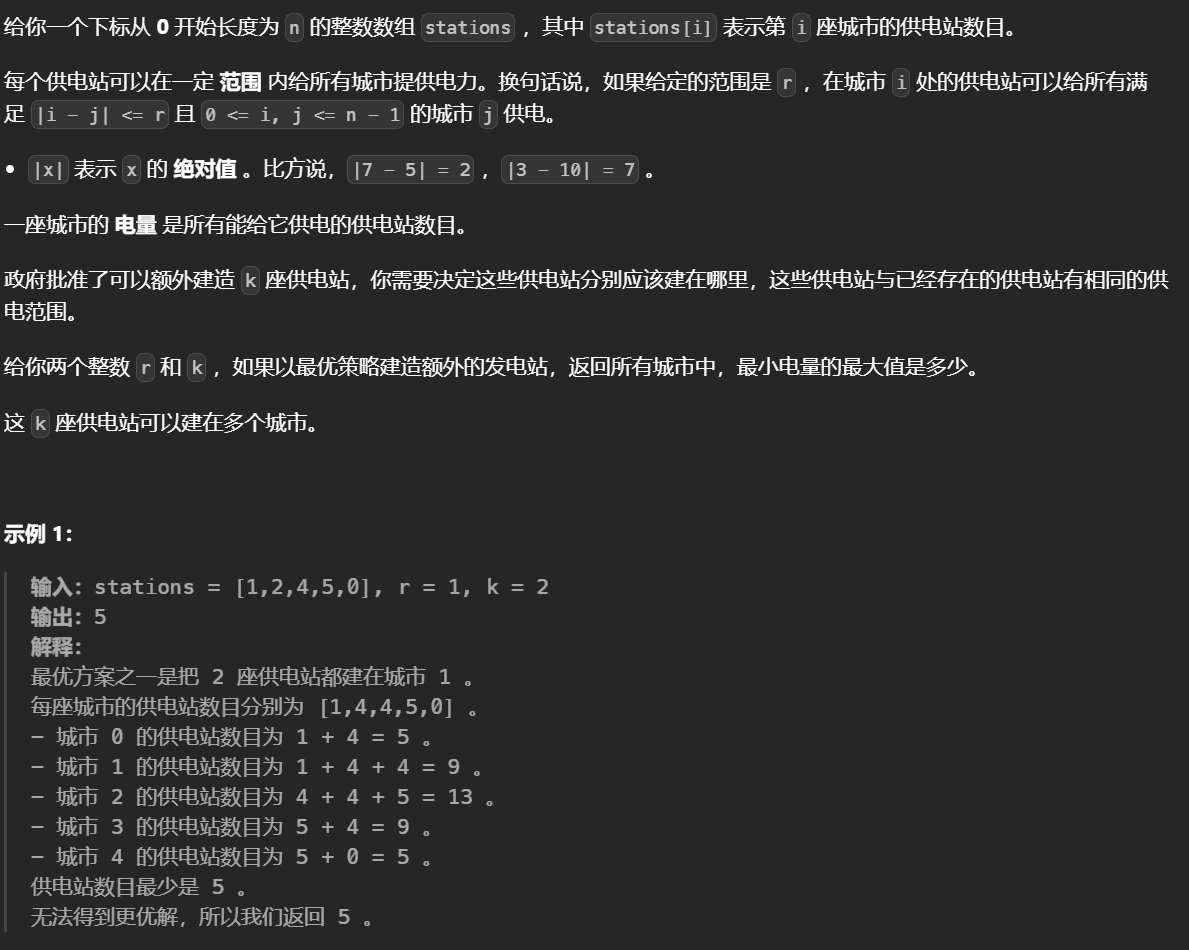 给你一个下标从 0 开始长度为 n 的整数数组 stations ，其中 stations[i] 表示第 i 座城市的供电站数目。
每个供电站可以在一定 范围 内给所有城市提供电力。换句话说，如果给定的范围是 r ，在城市 i 处的供电站可以给所有满
足 |i - j| <= r 且 0 <= i, j <= n - 1 的城市 j 供电。
• |x| 表示 x 的 绝对值 。比方说，|7 - 5| = 2 ，|3 - 10| = 7 。
一座城市的 电量 是所有能给它供电的供电站数目。
政府批准了可以额外建造 k 座供电站，你需要决定这些供电站分别应该建在哪里，这些供电站与已经存在的供电站有相同的供
电范围。
给你两个整数 r 和 k ，如果以最优策略建造额外的发电站，返回所有城市中，最小电量的最大值是多少。
这 k 座供电站可以建在多个城市。
示例 1：
输入：stations = [1,2,4,5,0], r = 1, k = 2
输出：5
解释：
最优方案之一是把 2 座供电站都建在城市 1 。
每座城市的供电站数目分别为 [1,4,4,5,0] 。
- 城市 0 的供电站数目为 1 + 4 = 5 。
- 城市 1 的供电站数目为 1 + 4 + 4 = 9 。
- 城市 2 的供电站数目为 4 + 4 + 5 = 13 。
- 城市 3 的供电站数目为 5 + 4 = 9 。
- 城市 4 的供电站数目为 5 + 0 = 5 。
供电站数目最少是 5 。
无法得到更优解，所以我们返回 5 。